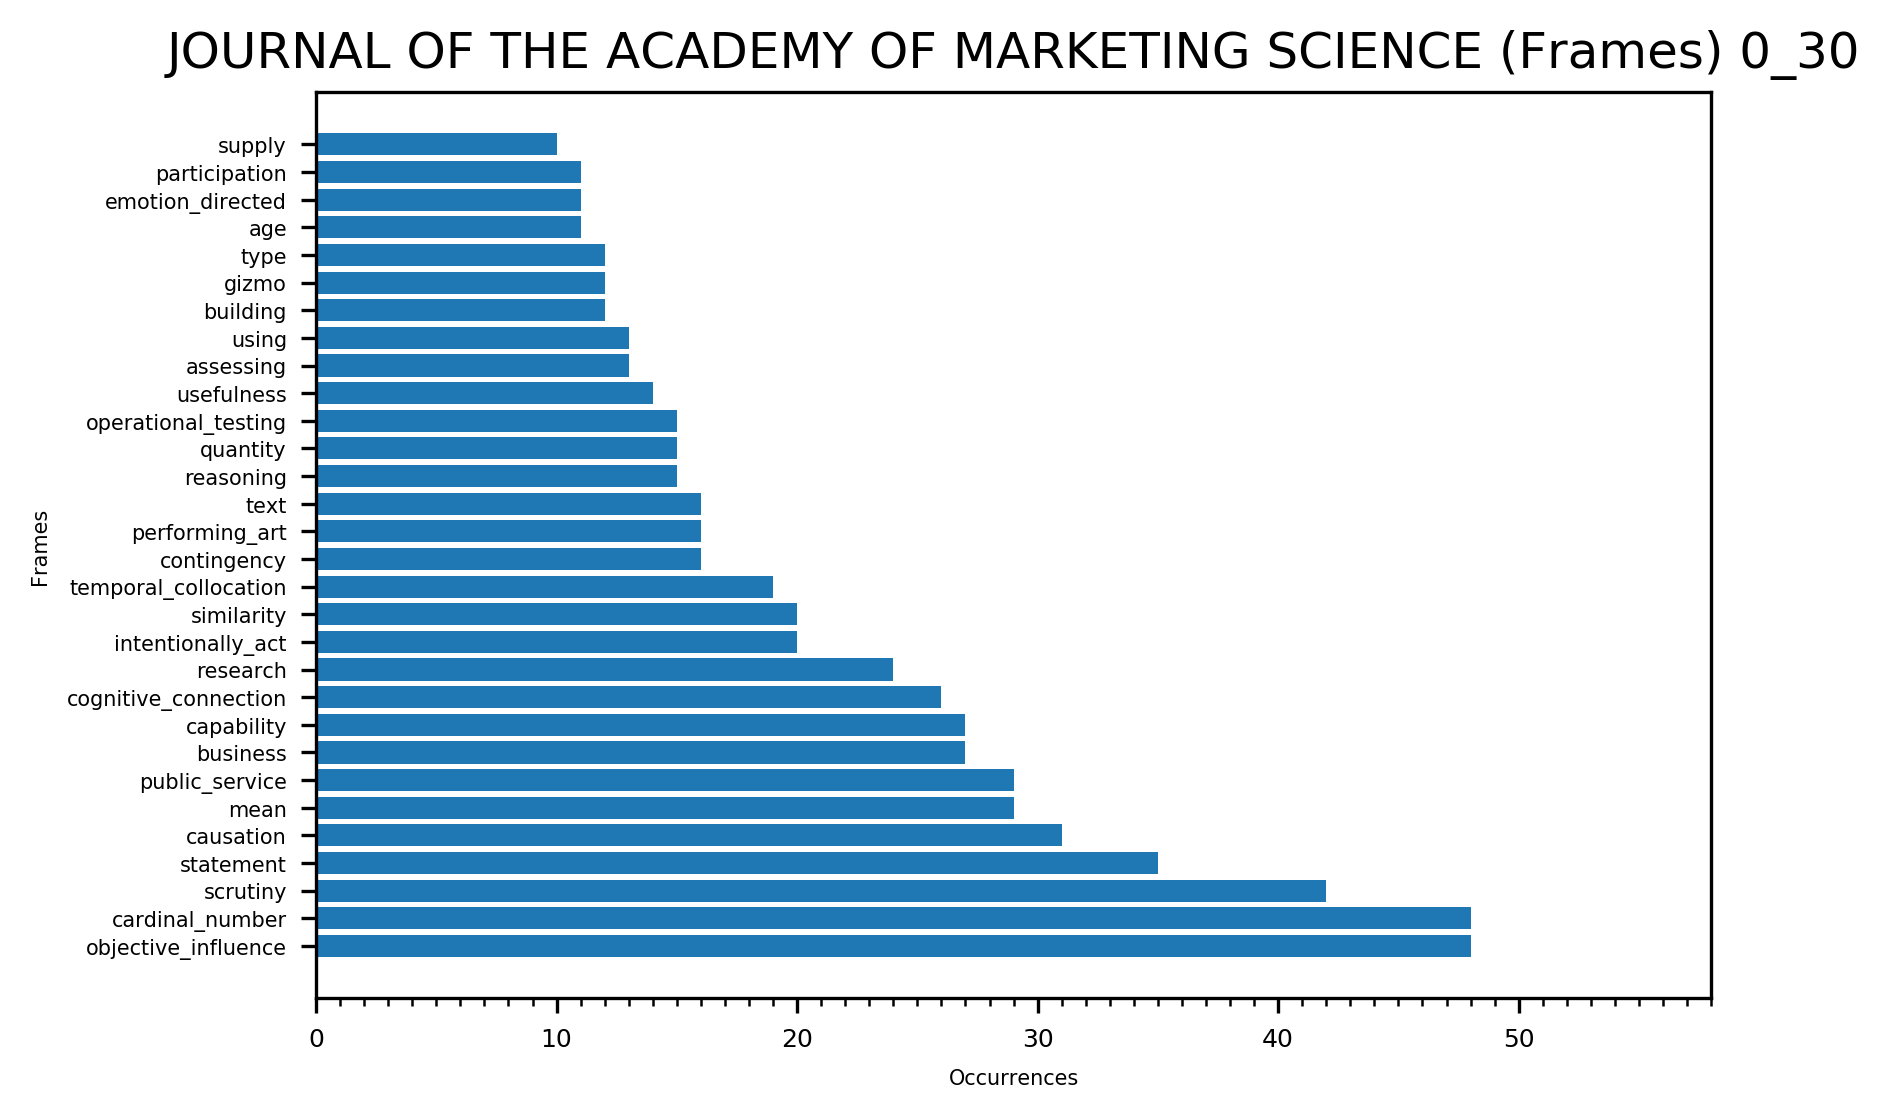 JOURNAL OF THE ACADEMY OF MARKETING SCIENCE (Frames) 0_30
supply
participation
emotion_directed
age
type
gizmo
building
using
assessing
usefulness
operational_testing
quantity
reasoning
text
performing_art
contingency
temporal_collocation
similarity
intentionally_act
research
cognitive_connection
capability
business
public_service
mean
causation
statement
scrutiny
cardinal_number
objective_influence
Frames
0 10 20 30 40 50
Occurrences